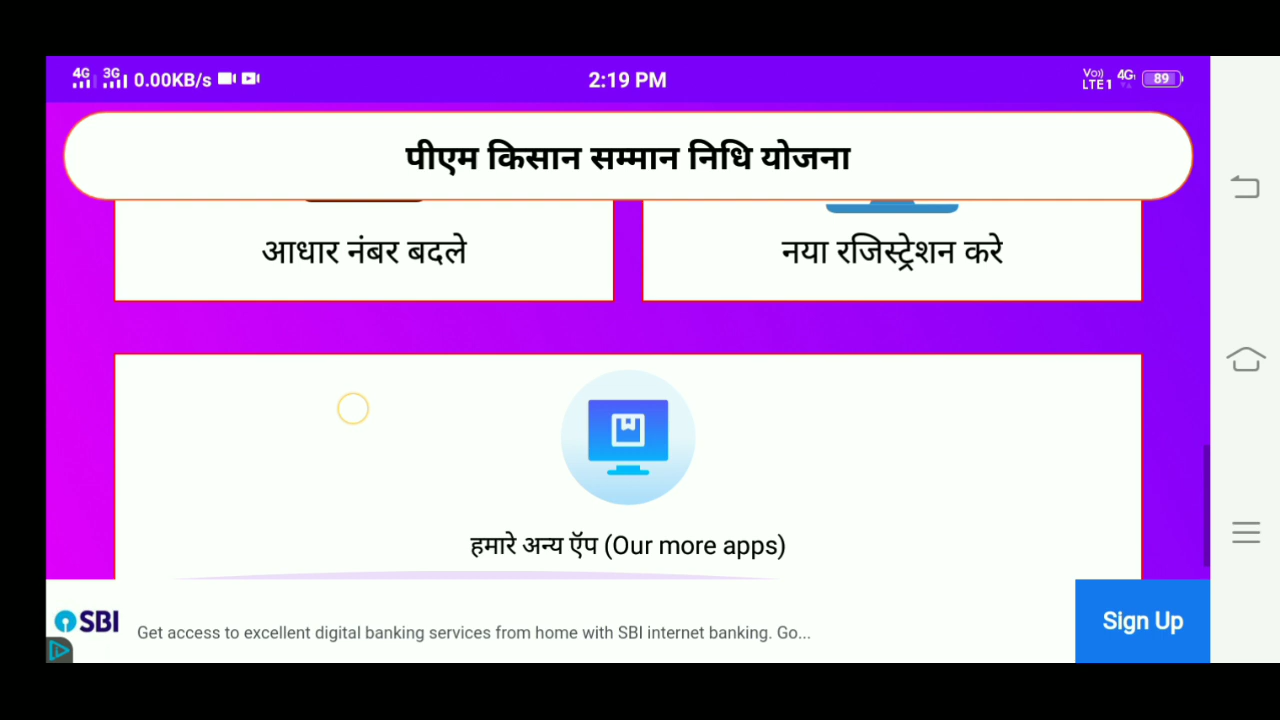 4G 3G 0.00KB/s 2:19 PM Vo)) LTE1 4G 89
पीएम किसान सम्मान निधि योजना
आधार नंबर बदले
नया रजिस्ट्रेशन करे
हमारे अन्य ऍप (Our more apps)
SBI
Get access to excellent digital banking services from home with SBI internet banking. Go...
Sign Up